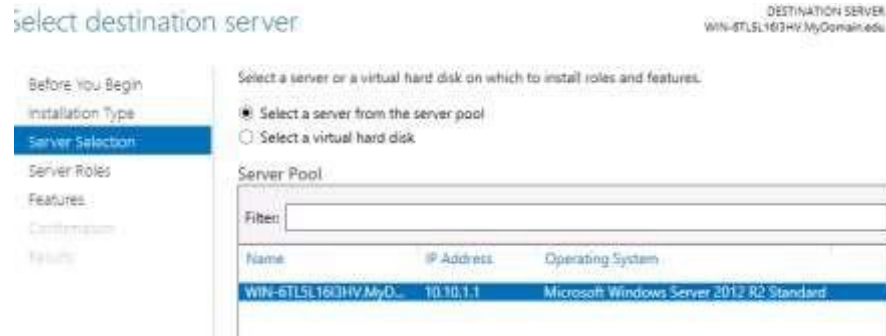 Select destination server
DESTINATION SERVER
WIN-6TL5L16I3HV.MyDomain.edu
Before You Begin
Installation Type
Server Selection
Server Roles
Features
Confirmation
Results
Select a server or a virtual hard disk on which to install roles and features.
Select a server from the server pool
Select a virtual hard disk
Server Pool
Filter:
Name IP Address Operating System
WIN-6TL5L16I3HV.MyD... 10.10.1.1 Microsoft Windows Server 2012 R2 Standard